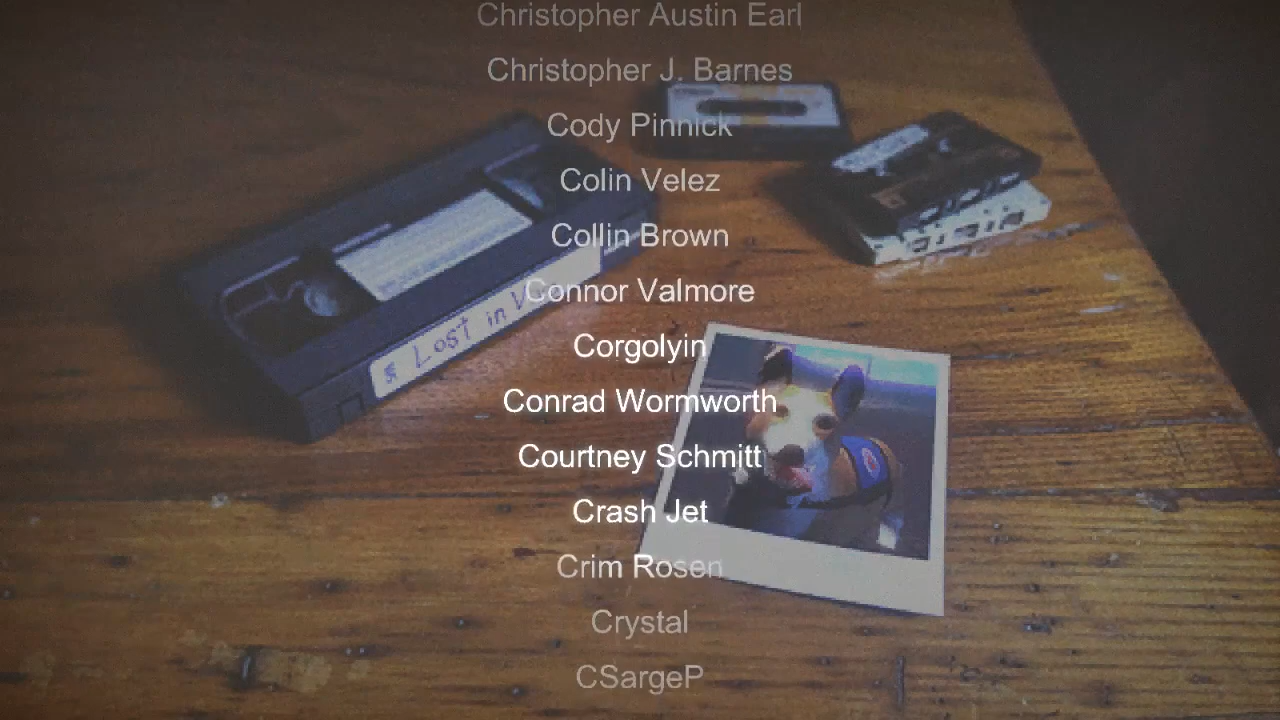 Christopher Austin Earl
Christopher J. Barnes
Cody Pinnick
Colin Velez
Collin Brown
Connor Valmore
Corgolyin
Conrad Wormworth
Courtney Schmitt
Crash Jet
Crim Rosen
Crystal
CSargeP
Lost in